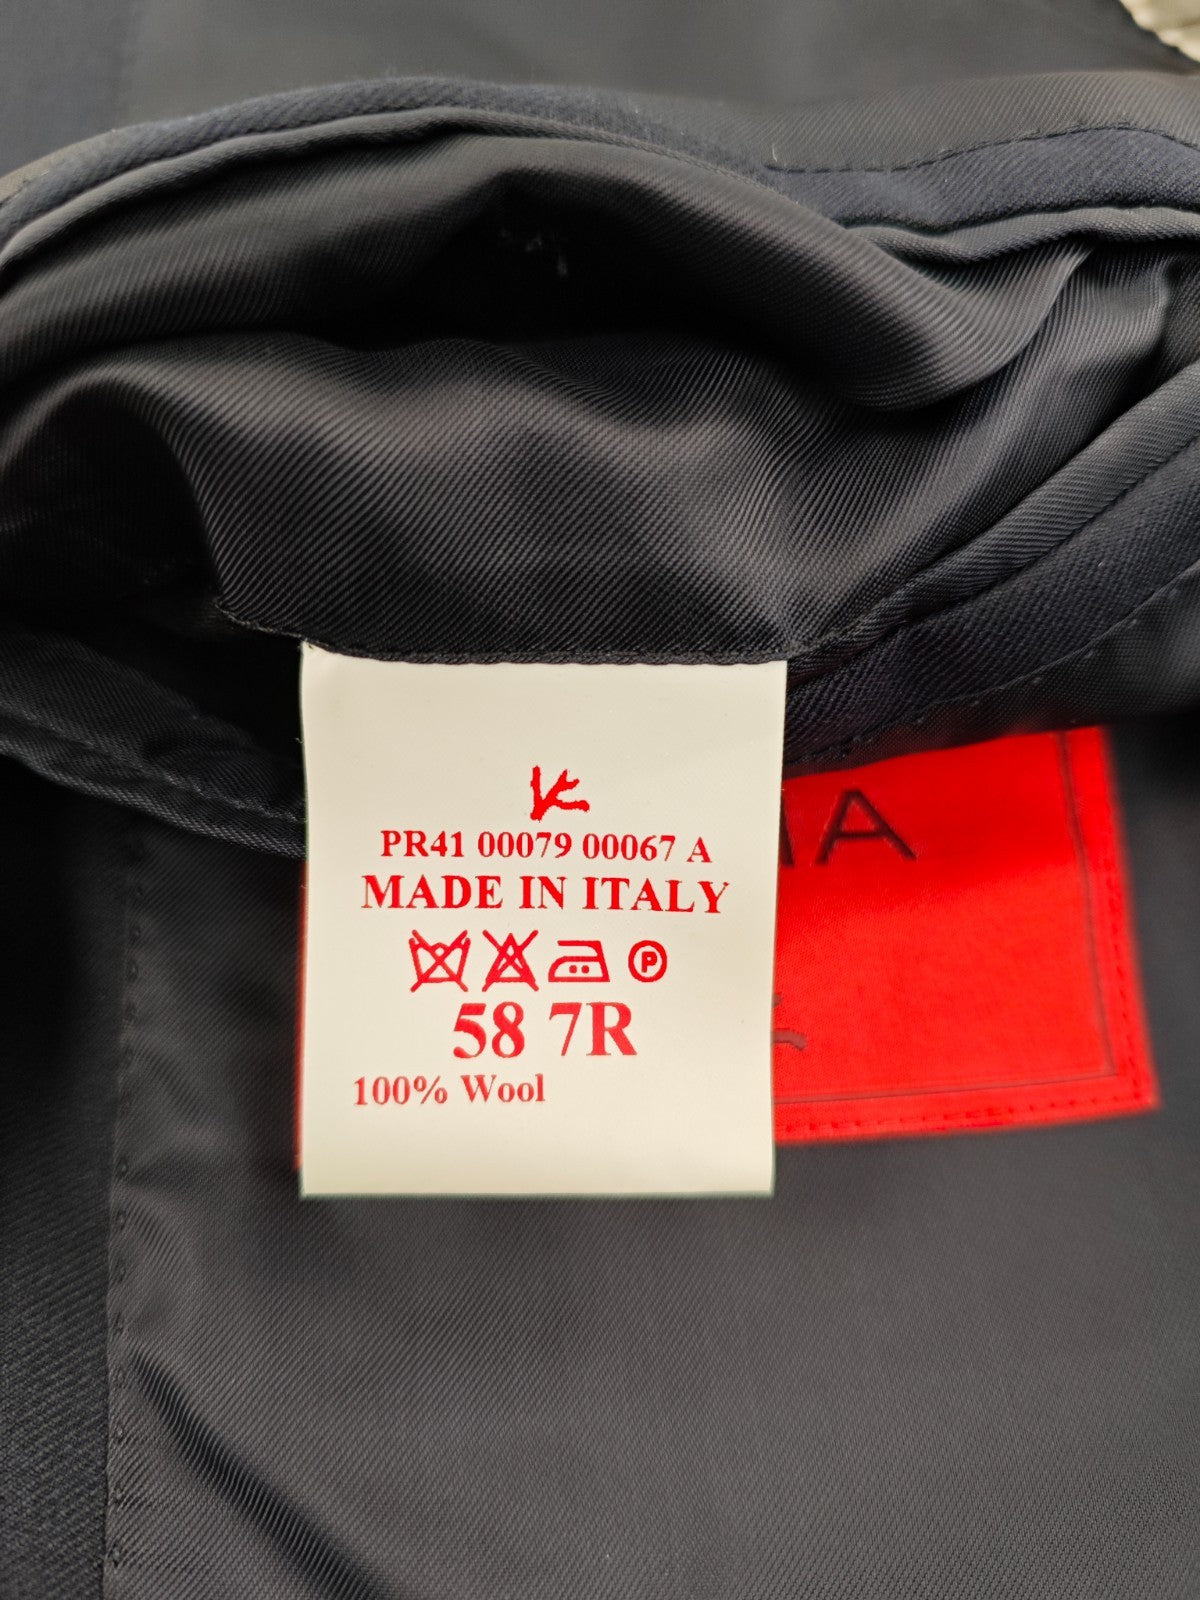 PR41 00079 00067 A
MADE IN ITALY
P
58 7R
100% Wool